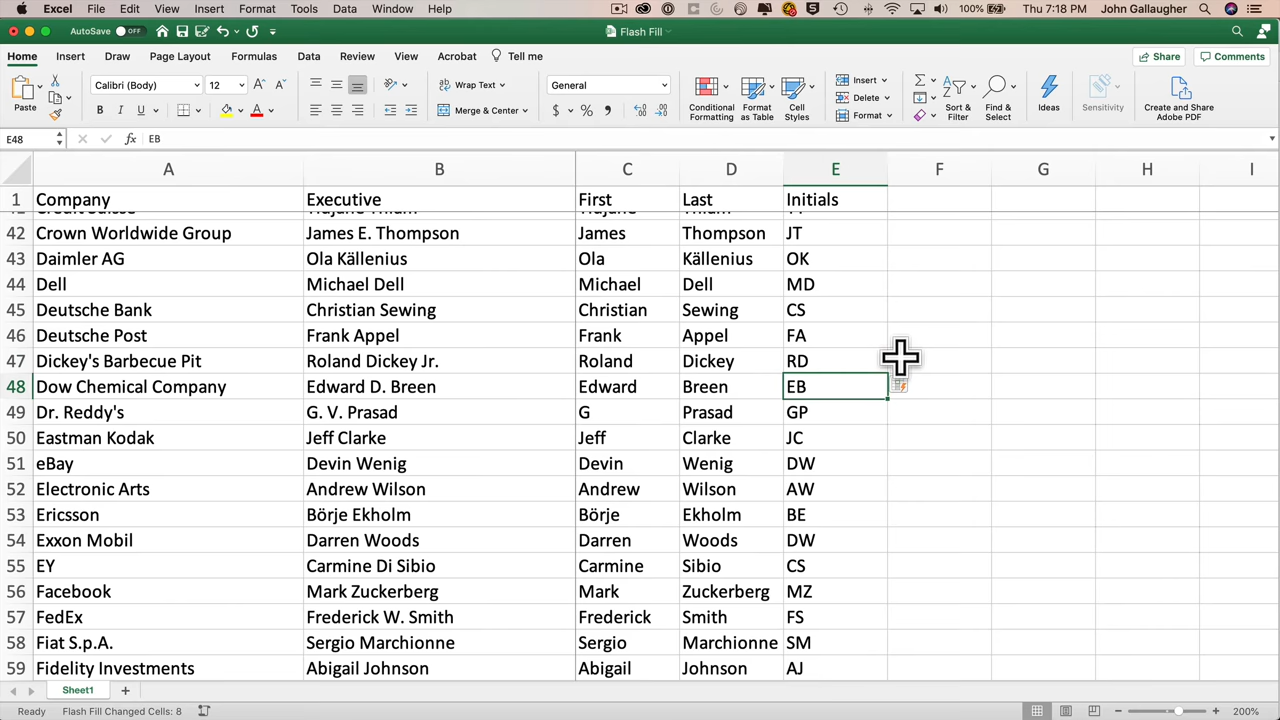 Excel File Edit View Insert Format Tools Data Window Help 100% Thu 7:18 PM John Gallaugher
AutoSave OFF Flash Fill
Home Insert Draw Page Layout Formulas Data Review View Acrobat Tell me Share Comments
Paste Calibri (Body) 12 Wrap Text General Insert
B I U Merge & Center $ % Delete
Conditional Formatting Format as Table Cell Styles Format Sort & Filter Find & Select Ideas Sensitivity Create and Share Adobe PDF
E48 fx EB
A B C D E F G H I
1 Company Executive First Last Initials
42 Crown Worldwide Group James E. Thompson James Thompson JT
43 Daimler AG Ola Källenius Ola Källenius OK
44 Dell Michael Dell Michael Dell MD
45 Deutsche Bank Christian Sewing Christian Sewing CS
46 Deutsche Post Frank Appel Frank Appel FA
47 Dickey's Barbecue Pit Roland Dickey Jr. Roland Dickey RD
48 Dow Chemical Company Edward D. Breen Edward Breen EB
49 Dr. Reddy's G. V. Prasad G Prasad GP
50 Eastman Kodak Jeff Clarke Jeff Clarke JC
51 eBay Devin Wenig Devin Wenig DW
52 Electronic Arts Andrew Wilson Andrew Wilson AW
53 Ericsson Börje Ekholm Börje Ekholm BE
54 Exxon Mobil Darren Woods Darren Woods DW
55 EY Carmine Di Sibio Carmine Sibio CS
56 Facebook Mark Zuckerberg Mark Zuckerberg MZ
57 FedEx Frederick W. Smith Frederick Smith FS
58 Fiat S.p.A. Sergio Marchionne Sergio Marchionne SM
59 Fidelity Investments Abigail Johnson Abigail Johnson AJ
Sheet1
Ready Flash Fill Changed Cells: 8 200%